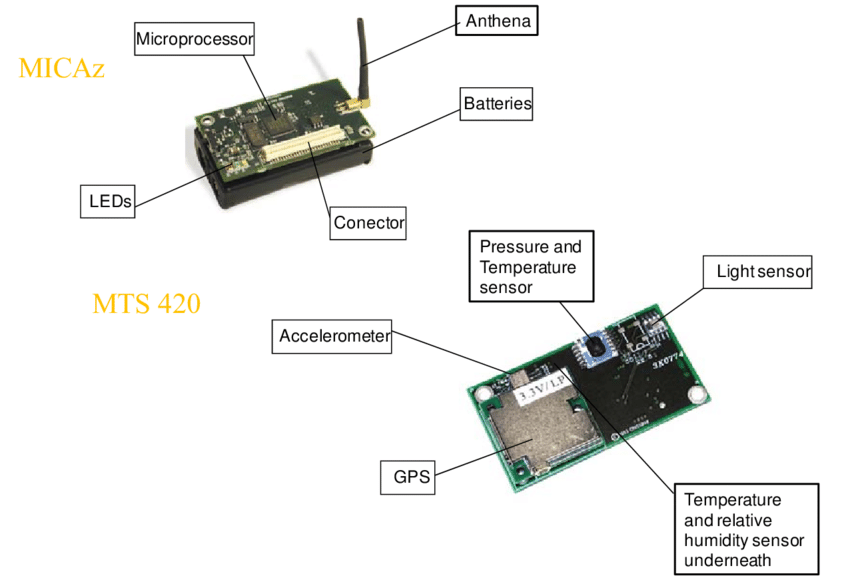 Microprocessor
Anthena
MICAz
Batteries
LEDs
Conector
Pressure and
Temperature
sensor
Light sensor
MTS 420
Accelerometer
3.3V/LP
3K0774
GPS
Temperature
and relative
humidity sensor
underneath